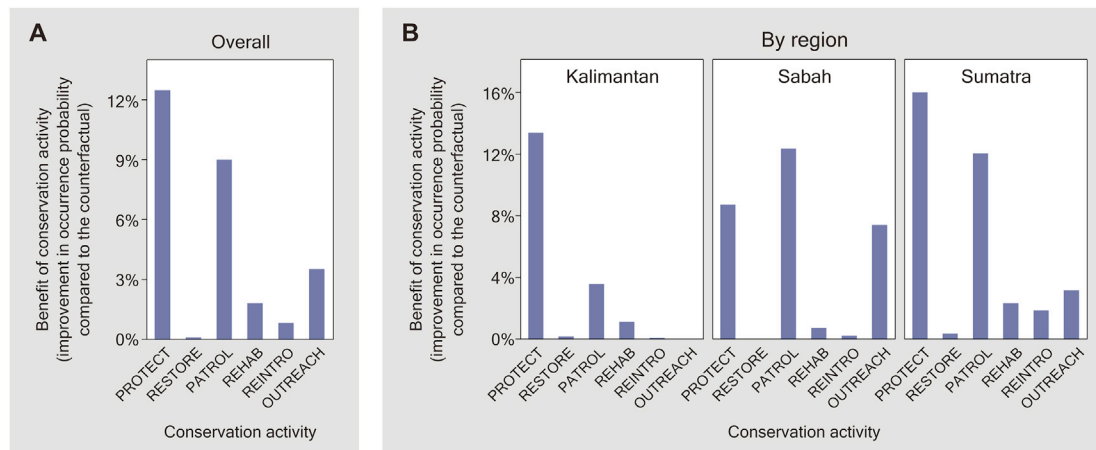 A
Overall
Benefit of conservation activity
(improvement in occurrence probability
compared to the counterfactual)
12%
9%
6%
3%
0%
PROTECT
RESTORE
PATROL
REHAB
REINTRO
OUTREACH
Conservation activity
B
By region
Benefit of conservation activity
(improvement in occurrence probability
compared to the counterfactual)
16%
12%
8%
4%
0%
Kalimantan
PROTECT
RESTORE
PATROL
REHAB
REINTRO
OUTREACH
Sabah
PROTECT
RESTORE
PATROL
REHAB
REINTRO
OUTREACH
Sumatra
PROTECT
RESTORE
PATROL
REHAB
REINTRO
OUTREACH
Conservation activity